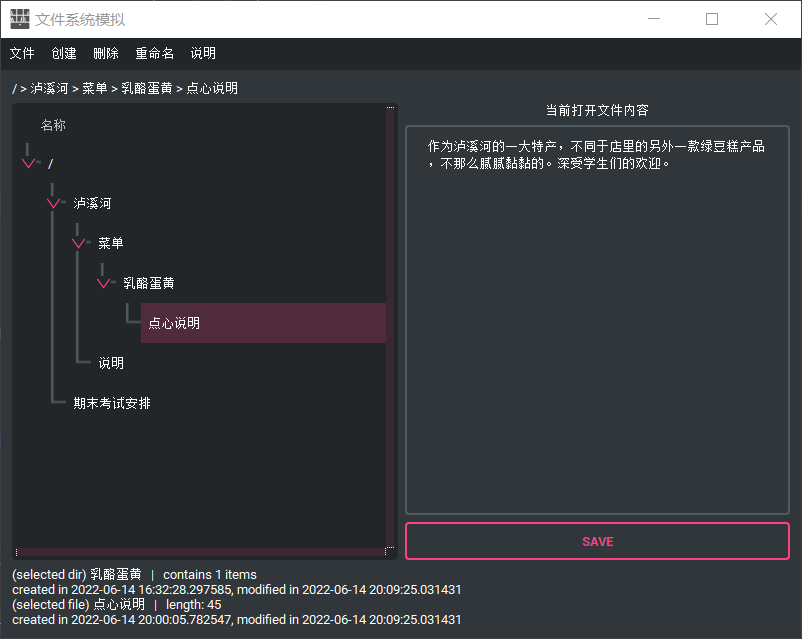 文件系统模拟
文件 创建 删除 重命名 说明
/ > 泸溪河 > 菜单 > 乳酪蛋黄 > 点心说明
名称
/
泸溪河
菜单
乳酪蛋黄
点心说明
说明
期末考试安排
当前打开文件内容
作为泸溪河的一大特产，不同于店里的另外一款绿豆糕产品
，不那么腻腻黏黏的。深受学生们的欢迎。
SAVE
(selected dir) 乳酪蛋黄 | contains 1 items
created in 2022-06-14 16:32:28.297585, modified in 2022-06-14 20:09:25.031431
(selected file) 点心说明 | length: 45
created in 2022-06-14 20:00:05.782547, modified in 2022-06-14 20:09:25.031431